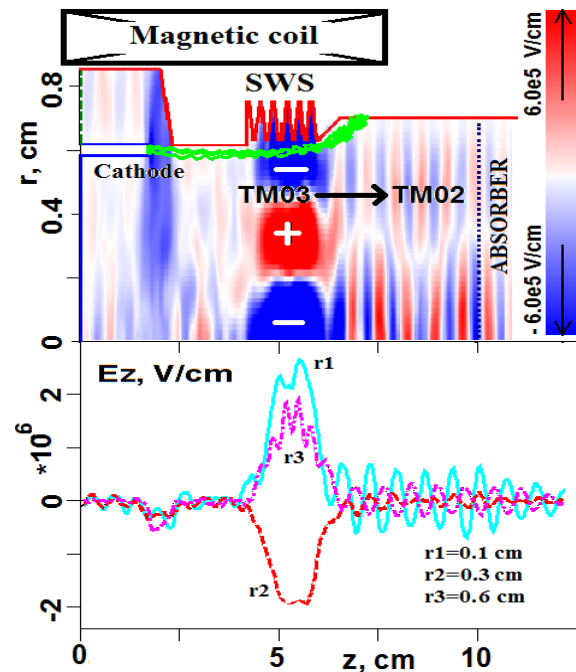 Magnetic coil
SWS
0.8
0.4
0
r, cm
Cathode
−
TM03 → TM02
+
−
ABSORBER
6.0e5 V/cm
- 6.0e5 V/cm
Ez, V/cm
r1
r3
r2
2
0
-2
*10⁶
r1=0.1 cm
r2=0.3 cm
r3=0.6 cm
0
5
10
z, cm